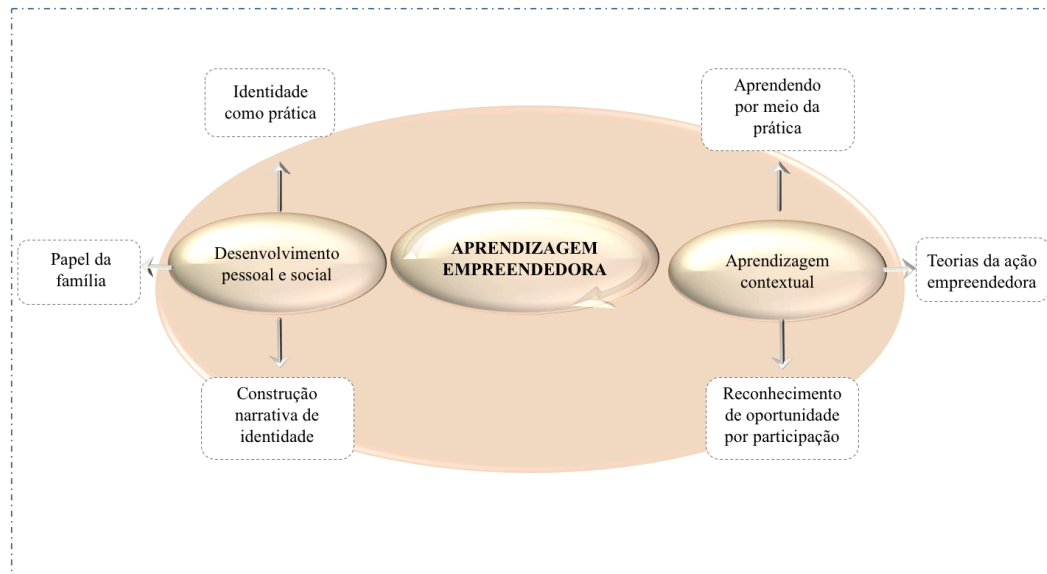 Identidade
como prática
Aprendendo
por meio da
prática
Papel da
família
Desenvolvimento
pessoal e social
APRENDIZAGEM
EMPREENDEDORA
Aprendizagem
contextual
Teorias da ação
empreendedora
Construção
narrativa de
identidade
Reconhecimento
de oportunidade
por participação